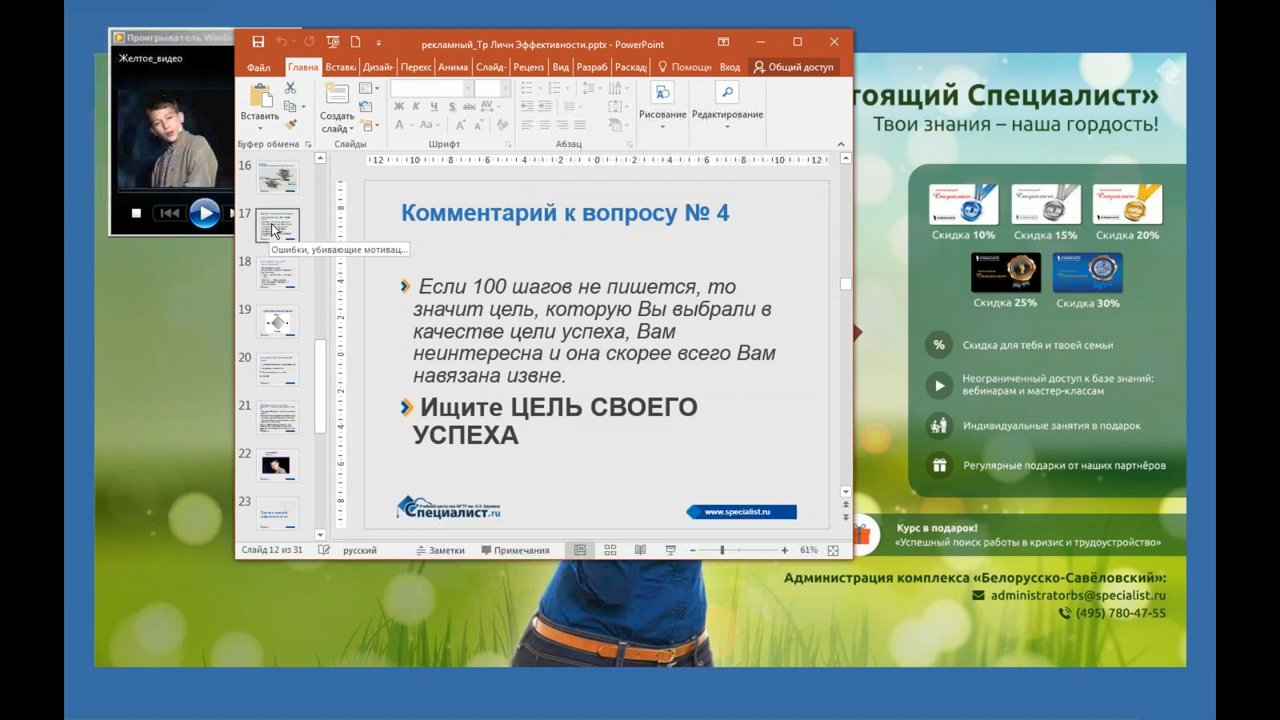 Проигрыватель Windo
Желтое_видео
рекламный_Тр Личн Эффективности.pptx - PowerPoint
Файл
Главна
Вставк
Дизайн
Перехс
Анима
Слайд-
Реценз
Вид
Разраб
Раскад
Помощн
Вход
Общий доступ
Вставить
Создать
слайд
Рисование
Редактирование
Буфер обмена
Слайды
Шрифт
Абзац
16
17
Ошибки, убивающие мотивац...
18
19
20
21
22
23
Комментарий к вопросу № 4
Если 100 шагов не пишется, то
значит цель, которую Вы выбрали в
качестве цели успеха, Вам
неинтересна и она скорее всего Вам
навязана извне.
Ищите ЦЕЛЬ СВОЕГО
УСПЕХА
Специалист.ru
www.specialist.ru
Слайд 12 из 31
русский
Заметки
Примечания
61%
тоящий Специалист»
Твои знания – наша гордость!
Скидка 10%
Скидка 15%
Скидка 20%
Скидка 25%
Скидка 30%
% Скидка для тебя и твоей семьи
Неограниченный доступ к базе знаний:
вебинарам и мастер-классам
Индивидуальные занятия в подарок
Регулярные подарки от наших партнёров
Курс в подарок!
«Успешный поиск работы в кризис и трудоустройство»
Администрация комплекса «Белорусско-Савёловский»:
administratorbs@specialist.ru
(495) 780-47-55